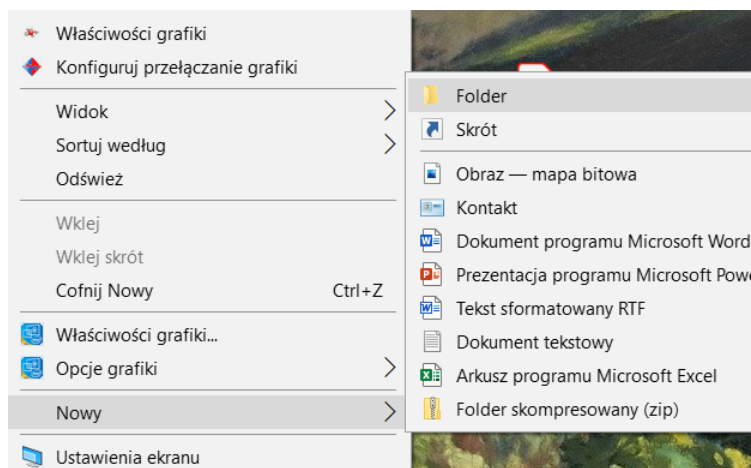 Właściwości grafiki
Konfiguruj przełączanie grafiki
Widok
Sortuj według
Odśwież
Wklej
Wklej skrót
Cofnij Nowy Ctrl+Z
Właściwości grafiki...
Opcje grafiki
Nowy
Ustawienia ekranu
Folder
Skrót
Obraz — mapa bitowa
Kontakt
Dokument programu Microsoft Word
Prezentacja programu Microsoft Powe
Tekst sformatowany RTF
Dokument tekstowy
Arkusz programu Microsoft Excel
Folder skompresowany (zip)